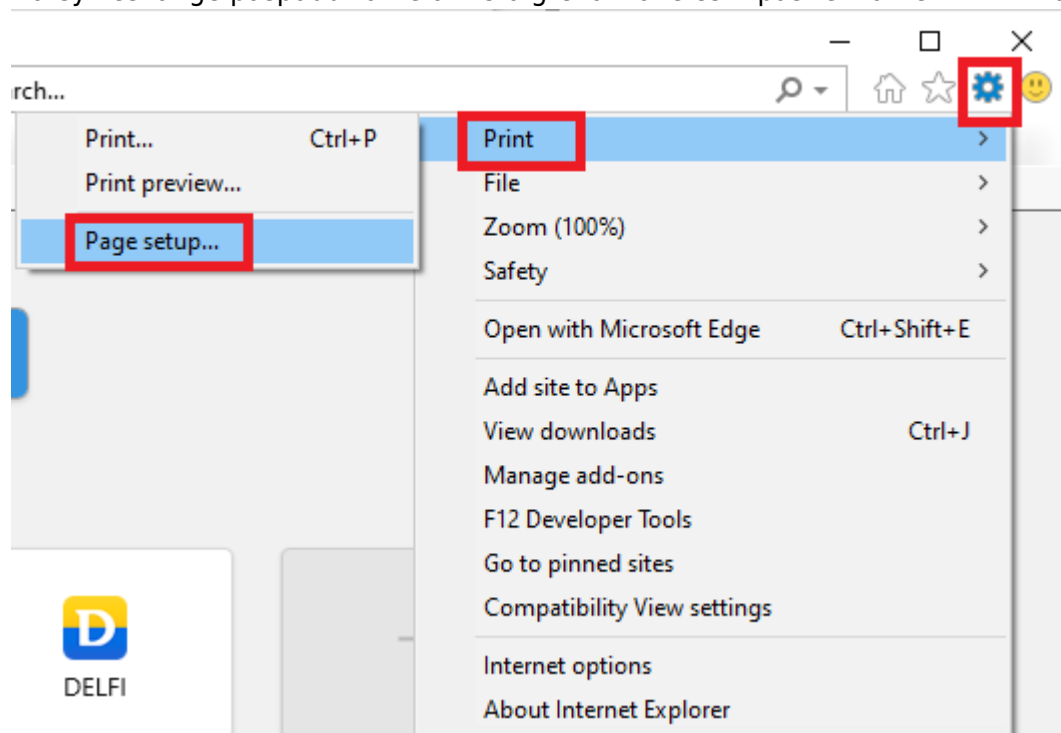 rch...
Print... Ctrl+P
Print preview...
Page setup...
Print
File
Zoom (100%)
Safety
Open with Microsoft Edge Ctrl+Shift+E
Add site to Apps
View downloads Ctrl+J
Manage add-ons
F12 Developer Tools
Go to pinned sites
Compatibility View settings
Internet options
About Internet Explorer
D
DELFI